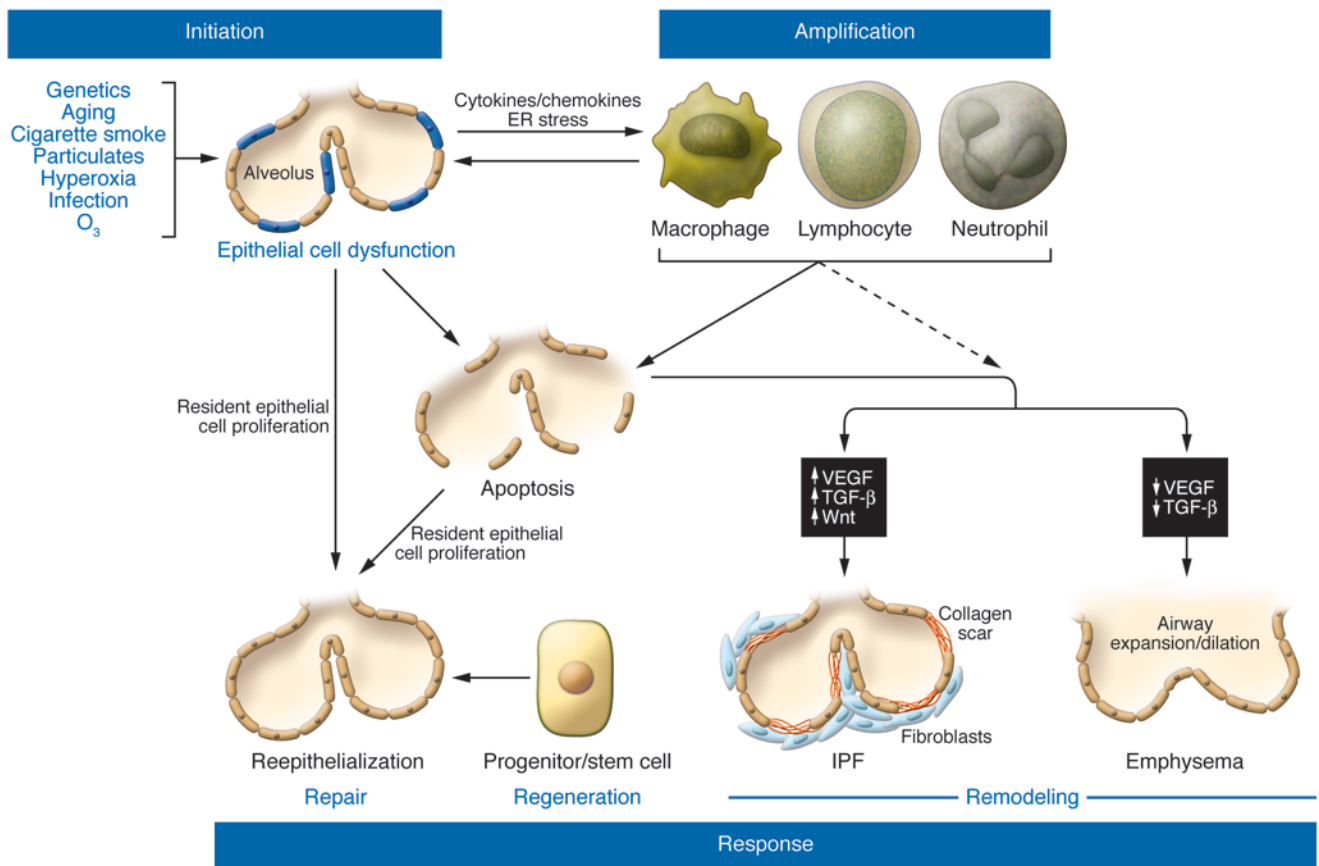 Initiation
Amplification
Genetics
Aging
Cigarette smoke
Particulates
Hyperoxia
Infection
O₃
Alveolus
Epithelial cell dysfunction
Cytokines/chemokines
ER stress
Macrophage
Lymphocyte
Neutrophil
Resident epithelial
cell proliferation
Apoptosis
Resident epithelial
cell proliferation
VEGF
TGF-β
Wnt
VEGF
TGF-β
Collagen
scar
Fibroblasts
Airway
expansion/dilation
Reepithelialization
Progenitor/stem cell
IPF
Emphysema
Repair
Regeneration
Remodeling
Response